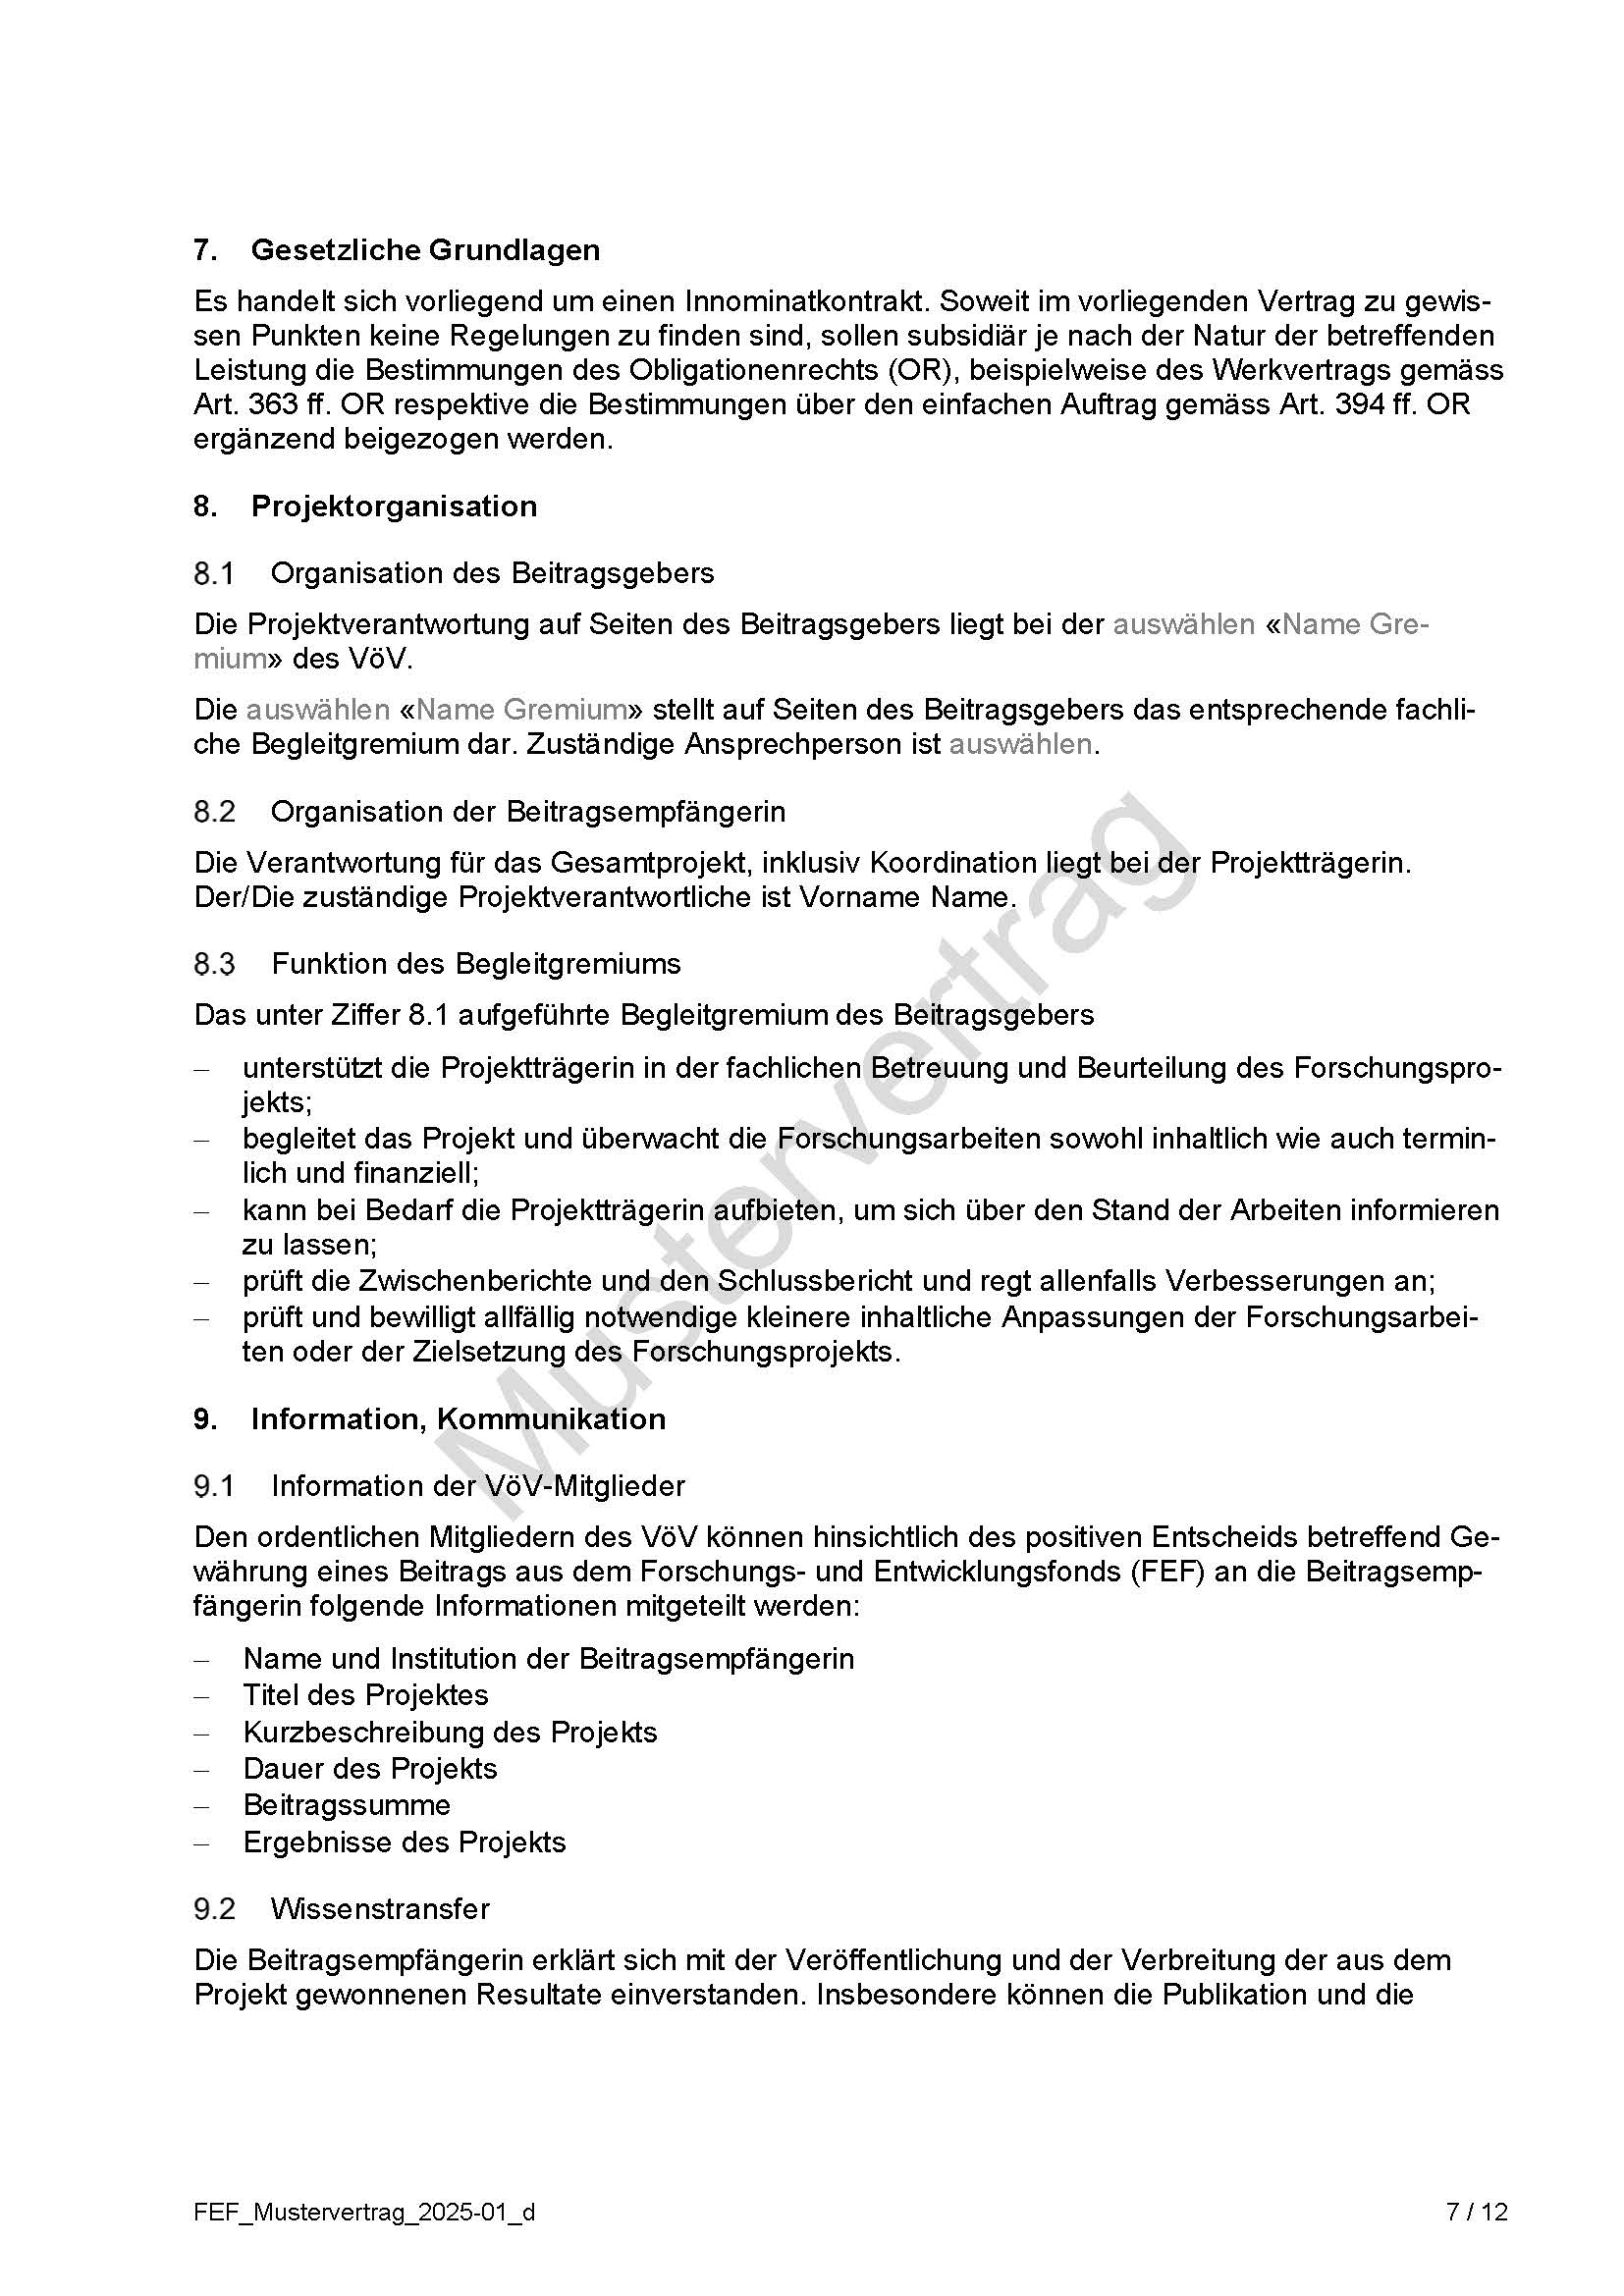 7. Gesetzliche Grundlagen
Es handelt sich vorliegend um einen Innominatkontrakt. Soweit im vorliegenden Vertrag zu gewis-
sen Punkten keine Regelungen zu finden sind, sollen subsidiär je nach der Natur der betreffenden
Leistung die Bestimmungen des Obligationenrechts (OR), beispielweise des Werkvertrags gemäss
Art. 363 ff. OR respektive die Bestimmungen über den einfachen Auftrag gemäss Art. 394 ff. OR
ergänzend beigezogen werden.
8. Projektorganisation
8.1 Organisation des Beitragsgebers
Die Projektverantwortung auf Seiten des Beitragsgebers liegt bei der auswählen «Name Gre-
mium» des VöV.
Die auswählen «Name Gremium» stellt auf Seiten des Beitragsgebers das entsprechende fachli-
che Begleitgremium dar. Zuständige Ansprechperson ist auswählen.
8.2 Organisation der Beitragsempfängerin
Die Verantwortung für das Gesamtprojekt, inklusiv Koordination liegt bei der Projektträgerin.
Der/Die zuständige Projektverantwortliche ist Vorname Name.
8.3 Funktion des Begleitgremiums
Das unter Ziffer 8.1 aufgeführte Begleitgremium des Beitragsgebers
– unterstützt die Projektträgerin in der fachlichen Betreuung und Beurteilung des Forschungspro-
jekts;
– begleitet das Projekt und überwacht die Forschungsarbeiten sowohl inhaltlich wie auch termin-
lich und finanziell;
– kann bei Bedarf die Projektträgerin aufbieten, um sich über den Stand der Arbeiten informieren
zu lassen;
– prüft die Zwischenberichte und den Schlussbericht und regt allenfalls Verbesserungen an;
– prüft und bewilligt allfällig notwendige kleinere inhaltliche Anpassungen der Forschungsarbei-
ten oder der Zielsetzung des Forschungsprojekts.
9. Information, Kommunikation
9.1 Information der VöV-Mitglieder
Den ordentlichen Mitgliedern des VöV können hinsichtlich des positiven Entscheids betreffend Ge-
währung eines Beitrags aus dem Forschungs- und Entwicklungsfonds (FEF) an die Beitragsemp-
fängerin folgende Informationen mitgeteilt werden:
– Name und Institution der Beitragsempfängerin
– Titel des Projektes
– Kurzbeschreibung des Projekts
– Dauer des Projekts
– Beitragssumme
– Ergebnisse des Projekts
9.2 Wissenstransfer
Die Beitragsempfängerin erklärt sich mit der Veröffentlichung und der Verbreitung der aus dem
Projekt gewonnenen Resultate einverstanden. Insbesondere können die Publikation und die
Mustervertrag
FEF_Mustervertrag_2025-01_d 7 / 12